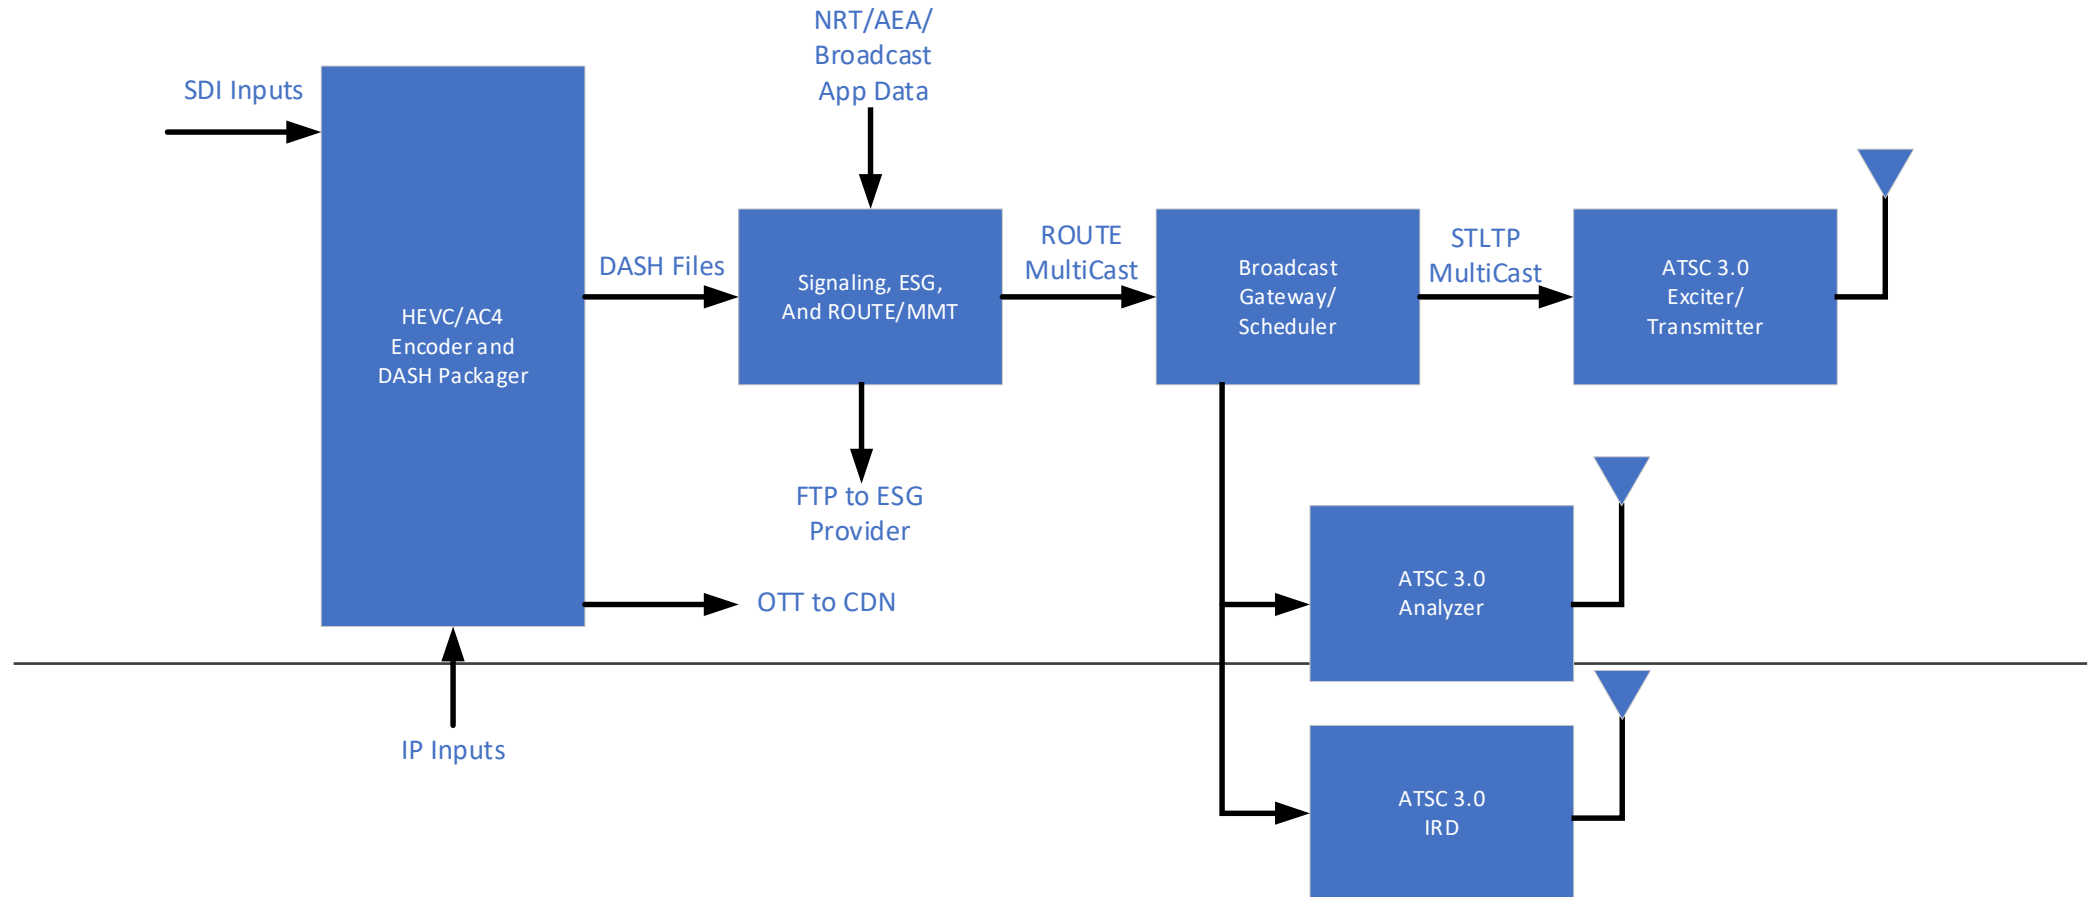 NRT/AEA/
Broadcast
App Data
SDI Inputs
HEVC/AC4
Encoder and
DASH Packager
DASH Files
Signaling, ESG,
And ROUTE/MMT
ROUTE
MultiCast
Broadcast
Gateway/
Scheduler
STLTP
MultiCast
ATSC 3.0
Exciter/
Transmitter
FTP to ESG
Provider
OTT to CDN
ATSC 3.0
Analyzer
IP Inputs
ATSC 3.0
IRD